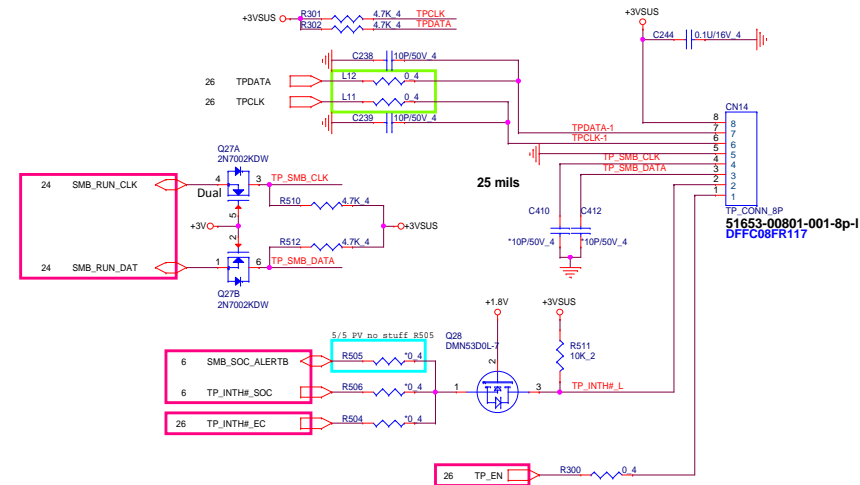 +3VSUS R301 4.7K_4 TPCLK
R302 4.7K_4 TPDATA
+3VSUS
C244 0.1U/16V_4
C238 10P/50V_4
26 TPDATA L12 0_4
26 TPCLK L11 0_4
C239 10P/50V_4
CN14
8 8
7 7
6 6
5 5
4 4
3 3
2 2
1 1
TP_CONN_8P
51653-00801-001-8p-l
DFFC08FR117
TPDATA-1
TPCLK-1
TP_SMB_CLK
TP_SMB_DATA
25 mils
C410 C412
*10P/50V_4 *10P/50V_4
Q27A
2N7002KDW
24 SMB_RUN_CLK 4 3 TP_SMB_CLK
Dual
5
R510 4.7K_4
+3V +3VSUS
2
R512 4.7K_4
24 SMB_RUN_DAT 1 6 TP_SMB_DATA
Q27B
2N7002KDW
+1.8V +3VSUS
5/5 PV no stuff R505
Q28
DMN53D0L-7
R511
10K_2
2
6 SMB_SOC_ALERTB R505 *0_4
6 TP_INTH#_SOC R506 *0_4 1 3 TP_INTH#_L
26 TP_INTH#_EC R504 *0_4
26 TP_EN R300 0_4